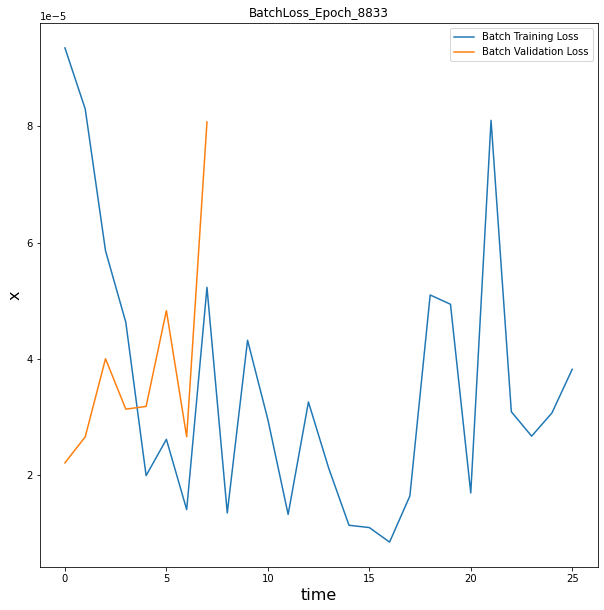 BatchLoss_Epoch_8833
1e−5
Batch Training Loss
Batch Validation Loss
8
6
4
2
x
0 5 10 15 20 25
time